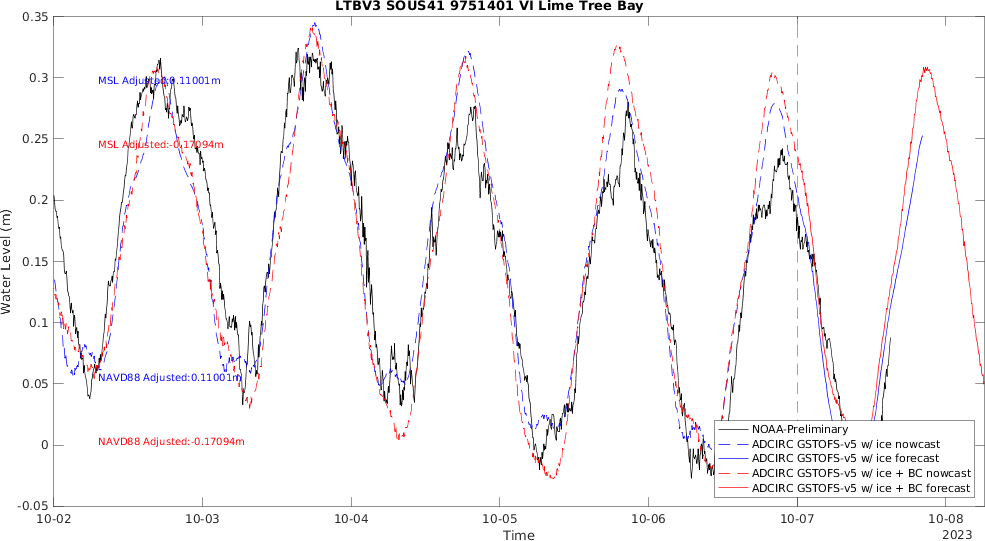 LTBV3 SOUS41 9751401 VI Lime Tree Bay
0.35
0.3
0.25
0.2
0.15
0.1
0.05
0
-0.05
Water Level (m)
MSL Adjusted:0.11001m
MSL Adjusted:-0.17094m
NAVD88 Adjusted:0.11001m
NAVD88 Adjusted:-0.17094m
NOAA-Preliminary
ADCIRC GSTOFS-v5 w/ ice nowcast
ADCIRC GSTOFS-v5 w/ ice forecast
ADCIRC GSTOFS-v5 w/ ice + BC nowcast
ADCIRC GSTOFS-v5 w/ ice + BC forecast
10-02 10-03 10-04 10-05 10-06 10-07 10-08
Time
2023